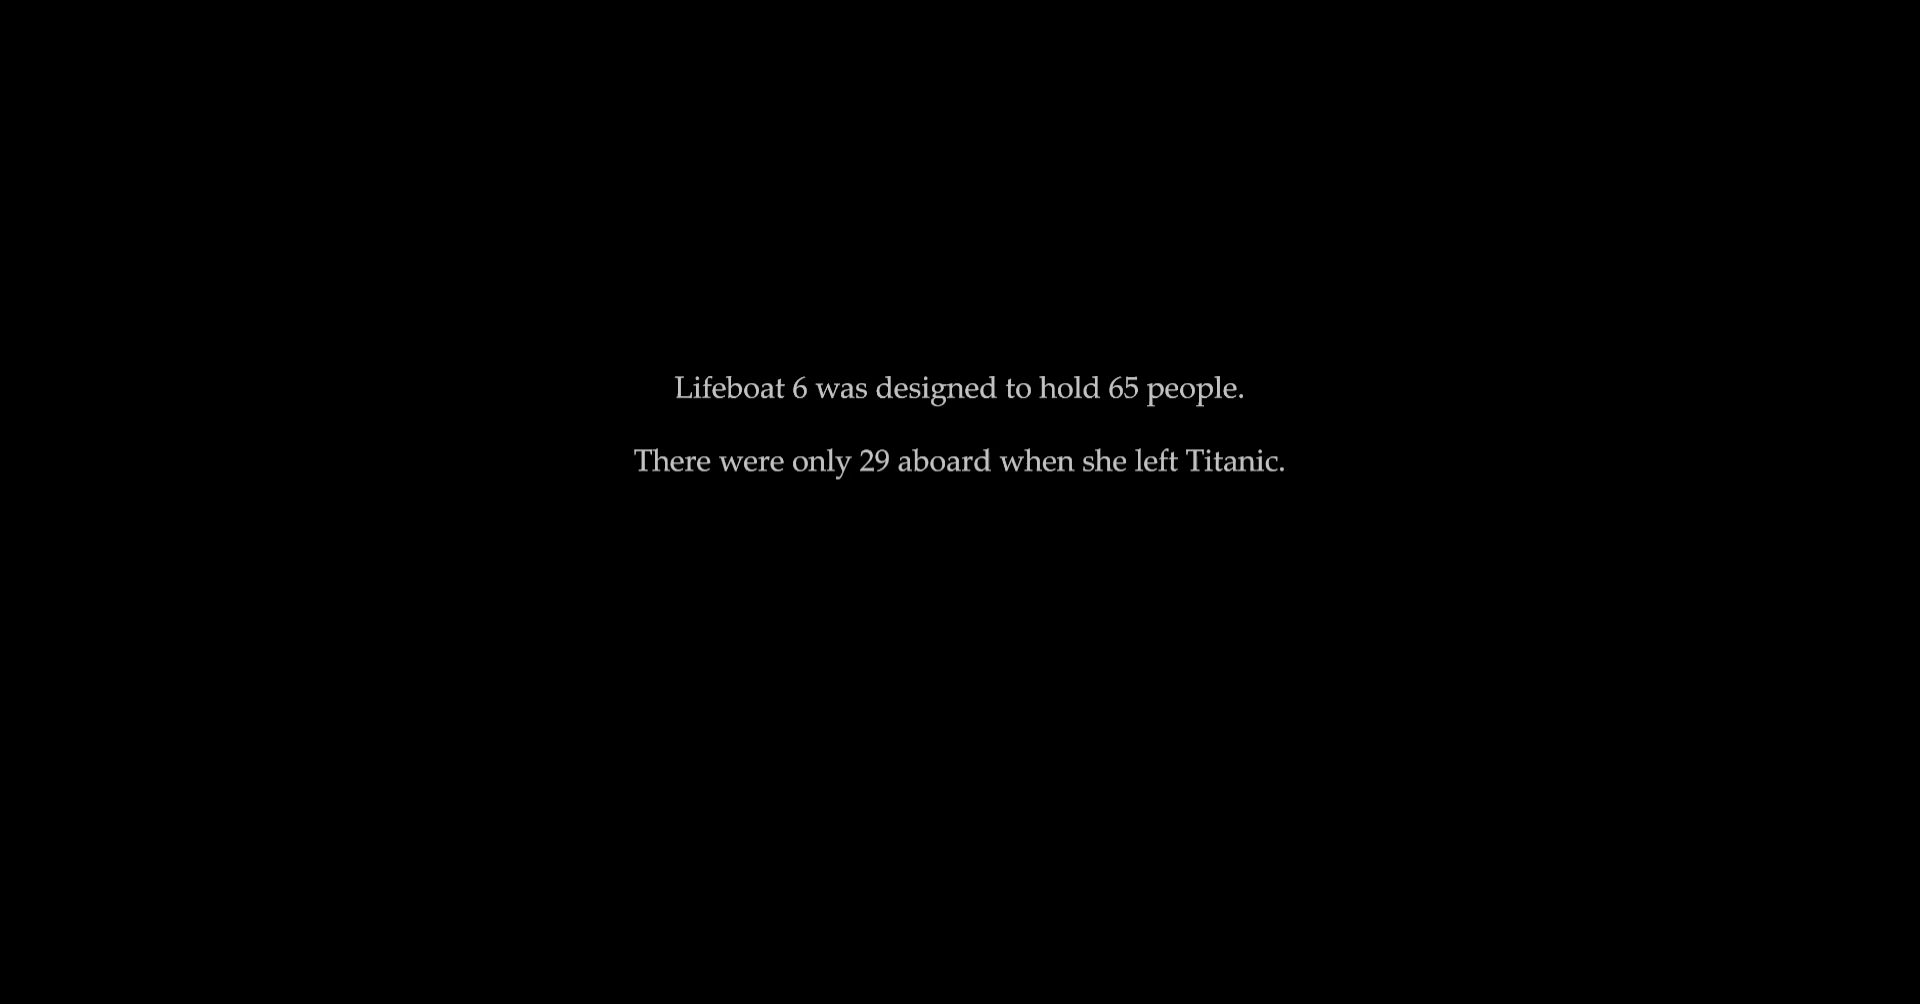 Lifeboat 6 was designed to hold 65 people.
There were only 29 aboard when she left Titanic.